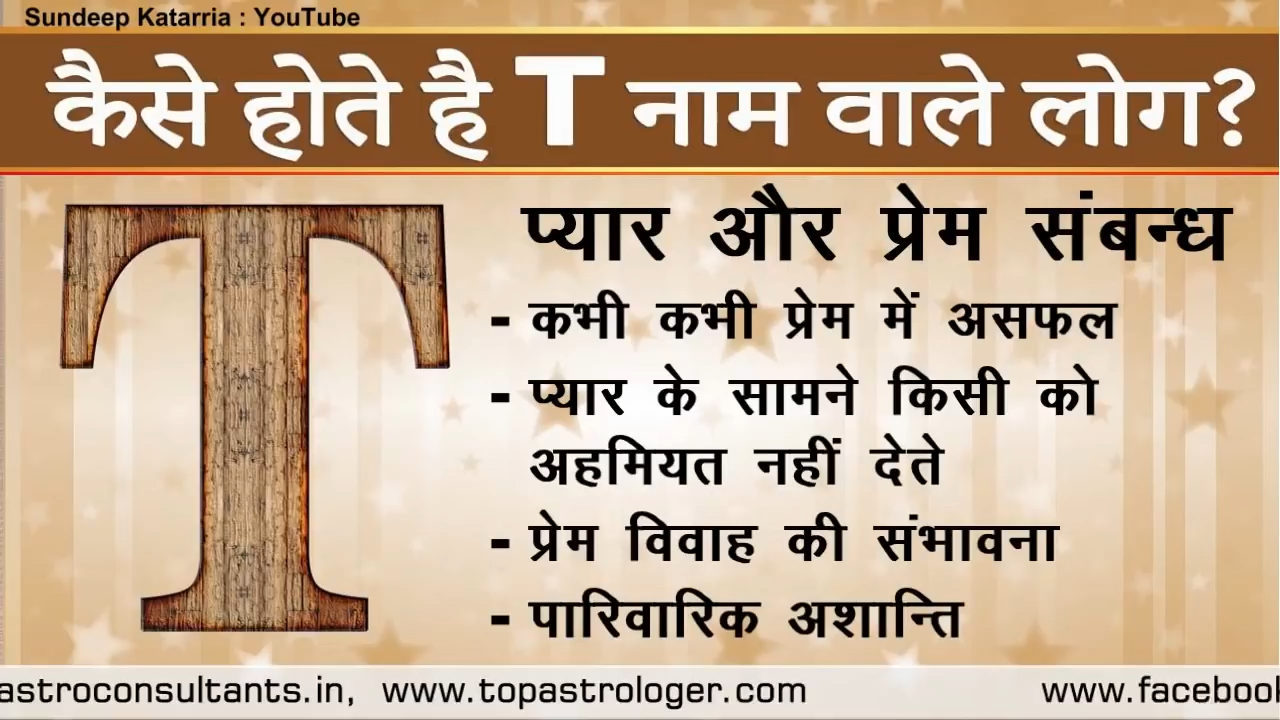 Sundeep Katarria : YouTube
कैसे होते है T नाम वाले लोग?
T
प्यार और प्रेम संबन्ध
- कभी कभी प्रेम में असफल
- प्यार के सामने किसी को
अहमियत नहीं देते
- प्रेम विवाह की संभावना
- पारिवारिक अशान्ति
astroconsultants.in, www.topastrologer.com www.facebook